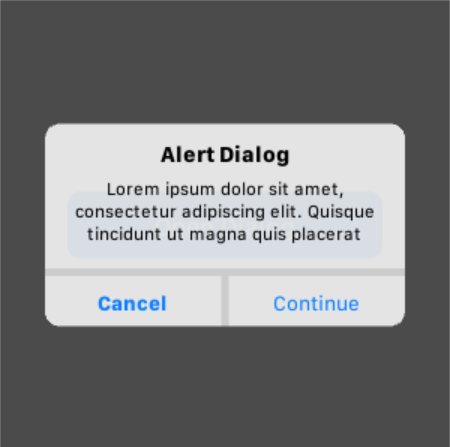 Alert Dialog
Lorem ipsum dolor sit amet,
consectetur adipiscing elit. Quisque
tincidunt ut magna quis placerat
Cancel
Continue